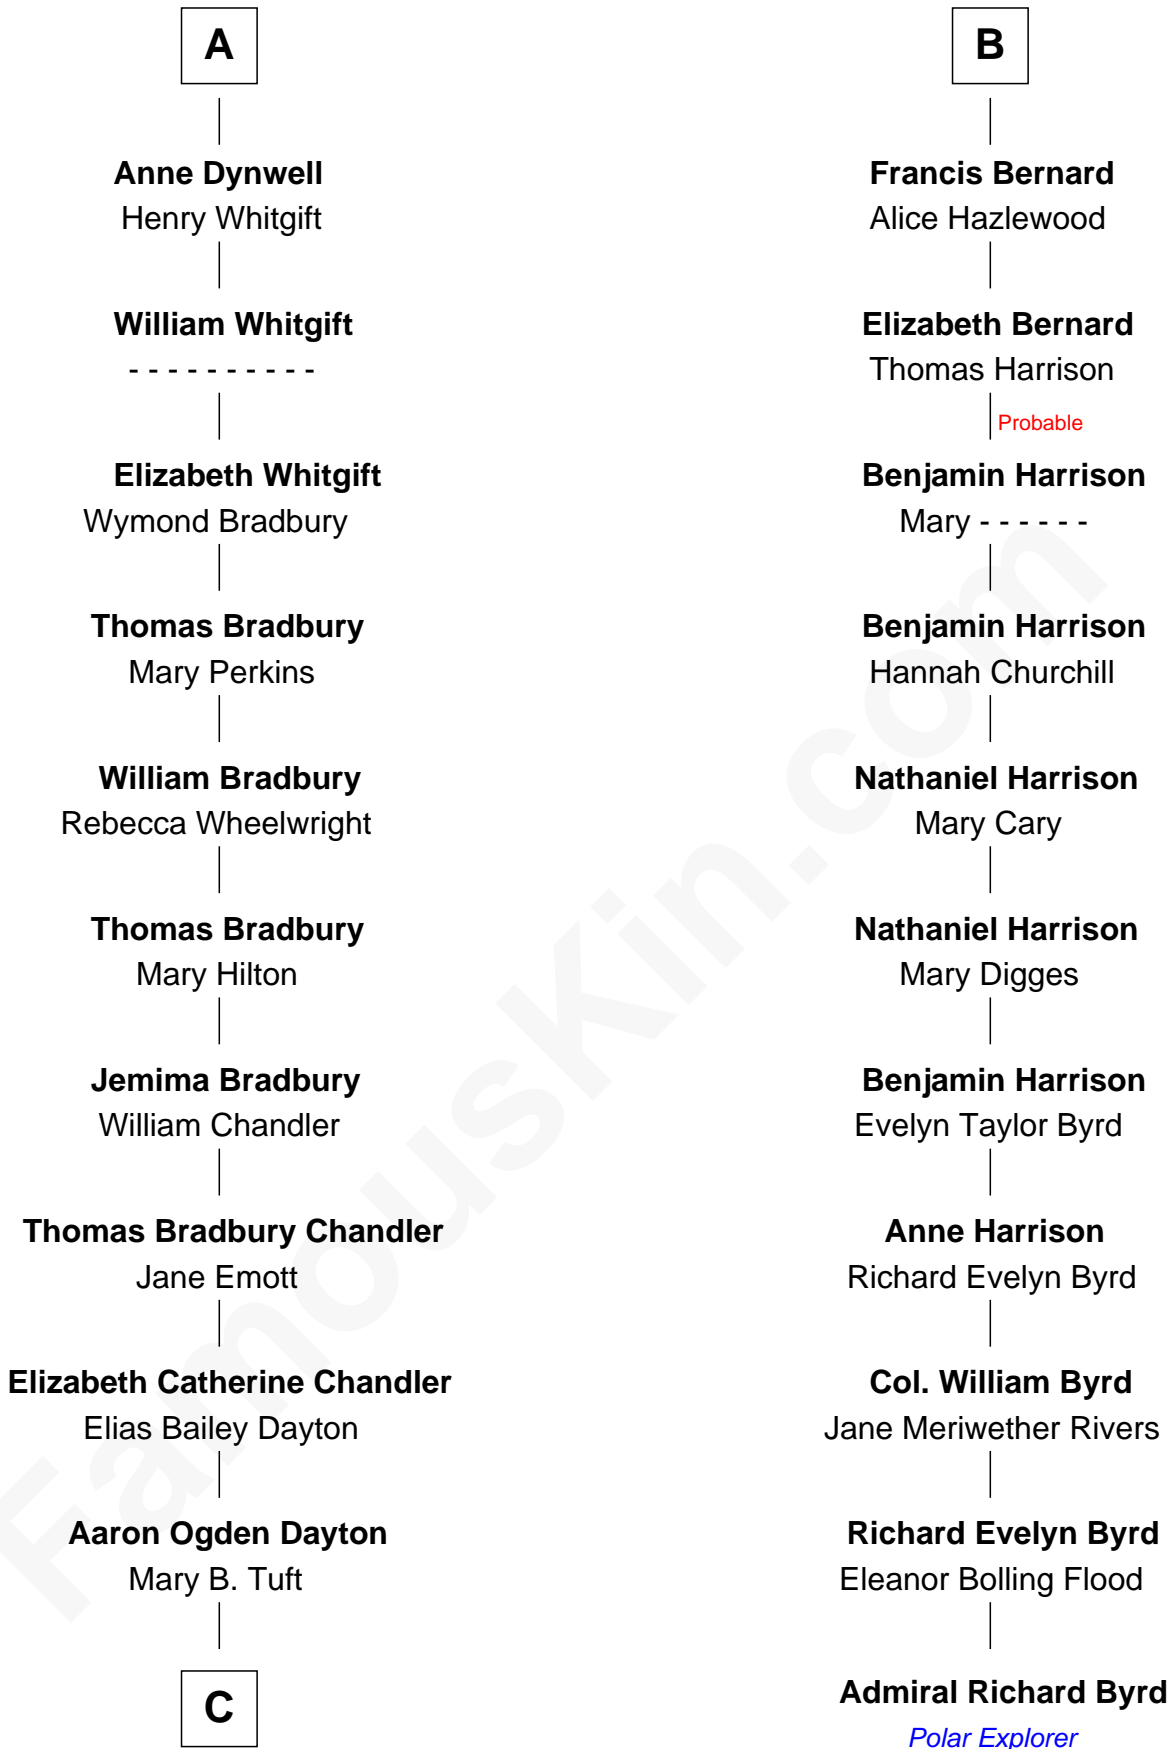 A
Anne Dynwell
Henry Whitgift
William Whitgift
- - - - - - - - - -
Elizabeth Whitgift
Wymond Bradbury
Thomas Bradbury
Mary Perkins
William Bradbury
Rebecca Wheelwright
Thomas Bradbury
Mary Hilton
Jemima Bradbury
William Chandler
Thomas Bradbury Chandler
Jane Emott
Elizabeth Catherine Chandler
Elias Bailey Dayton
Aaron Ogden Dayton
Mary B. Tuft
C
B
Francis Bernard
Alice Hazlewood
Elizabeth Bernard
Thomas Harrison
Probable
Benjamin Harrison
Mary - - - - - -
Benjamin Harrison
Hannah Churchill
Nathaniel Harrison
Mary Cary
Nathaniel Harrison
Mary Digges
Benjamin Harrison
Evelyn Taylor Byrd
Anne Harrison
Richard Evelyn Byrd
Col. William Byrd
Jane Meriwether Rivers
Richard Evelyn Byrd
Eleanor Bolling Flood
Admiral Richard Byrd
Polar Explorer
FamousKin.com